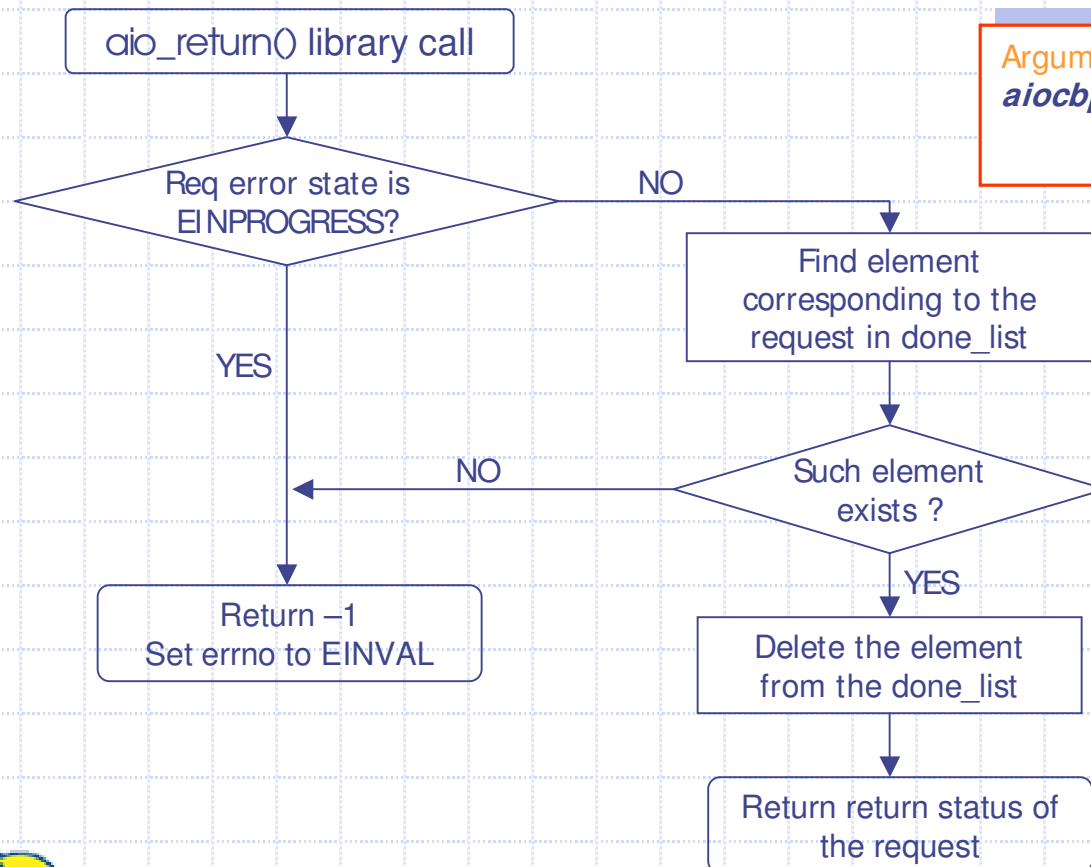 aio_return() library call
Req error state is
EINPROGRESS?
NO
YES
Find element
corresponding to the
request in done_list
Such element
exists ?
NO
YES
Return –1
Set errno to EINVAL
Delete the element
from the done_list
Return return status of
the request